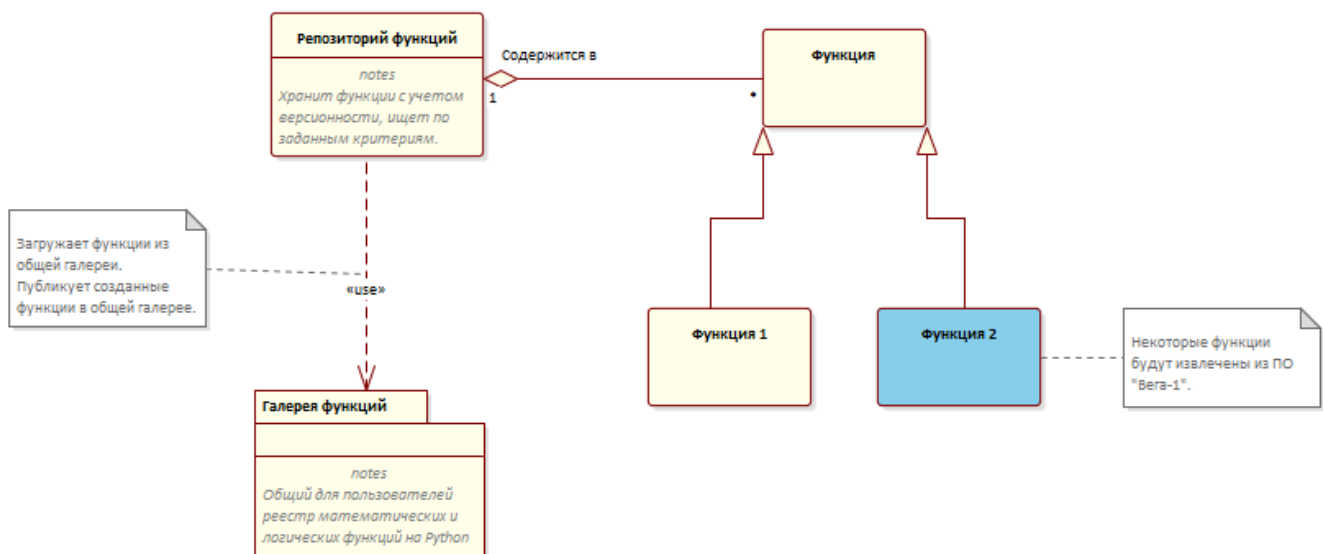 Репозиторий функций
notes
Хранит функции с учетом
версионности, ищет по
заданным критериям.
Содержится в
1
*
Функция
Загружает функции из
общей галереи.
Публикует созданные
функции в общей галерее.
«use»
Функция 1
Функция 2
Некоторые функции
будут извлечены из ПО
"Вега-1".
Галерея функций
notes
Общий для пользователей
реестр математических и
логических функций на Python